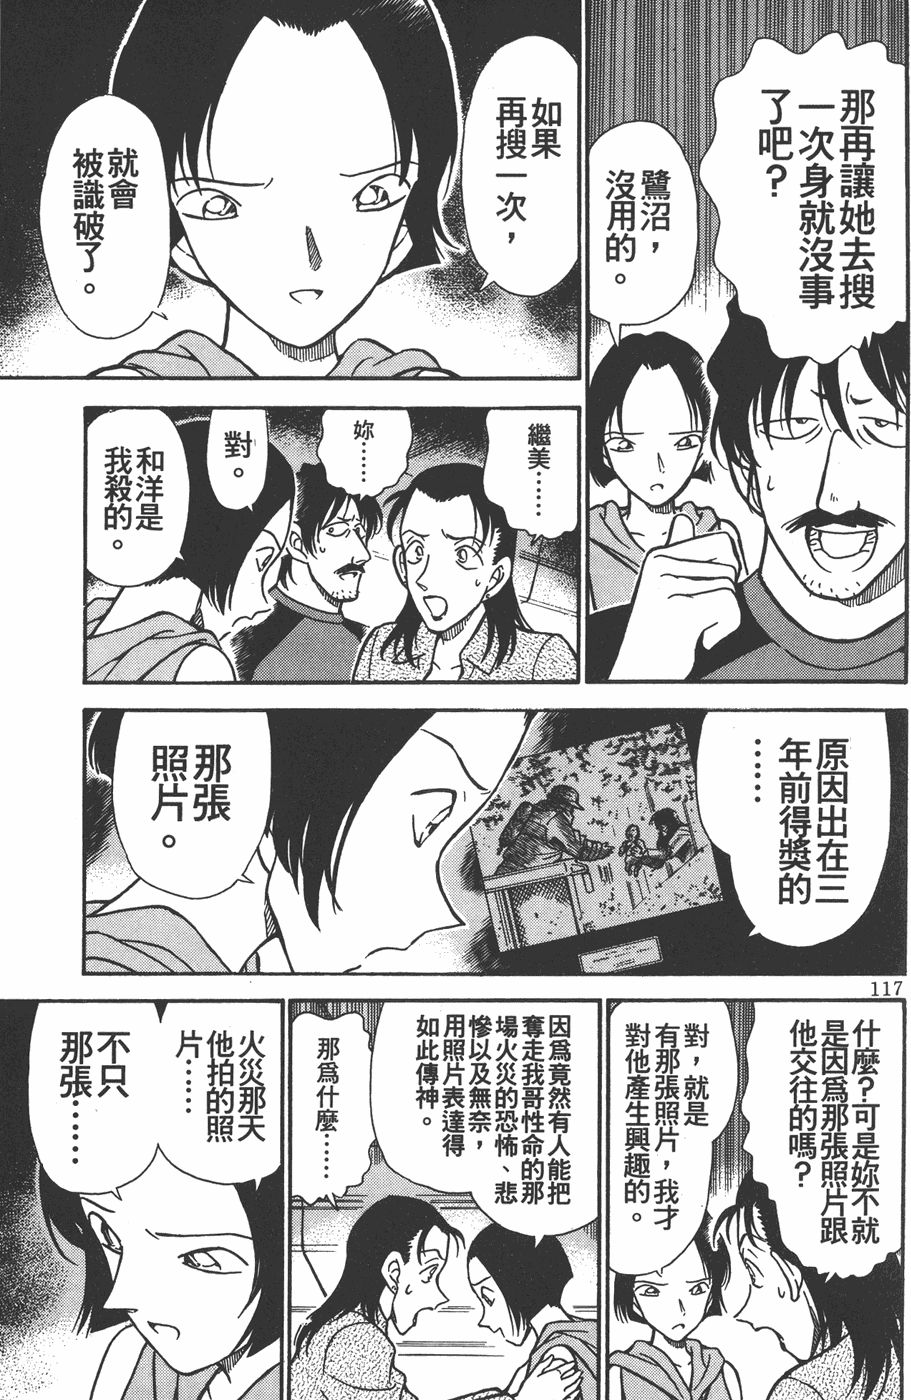 那再讓她去搜
一次身就沒事
了吧？
鷺沼，
沒用的。
如果
再搜一次，
就會
被識破了。
繼美……
妳……
對。
和洋是
我殺的。
原因出在三
年前得獎的
……
那張
照片。
117
什麼？可是妳不就
是因為那張照片跟
他交往的嗎？
對，就是
有那張照片，我才
對他產生興趣的。
因為竟然有人能把
奪走我哥性命的那
場火災的恐怖、悲
慘以及無奈，
用照片表達得
如此傳神。
那為什麼……
火災那天
他拍的照
片……
不只
那張……